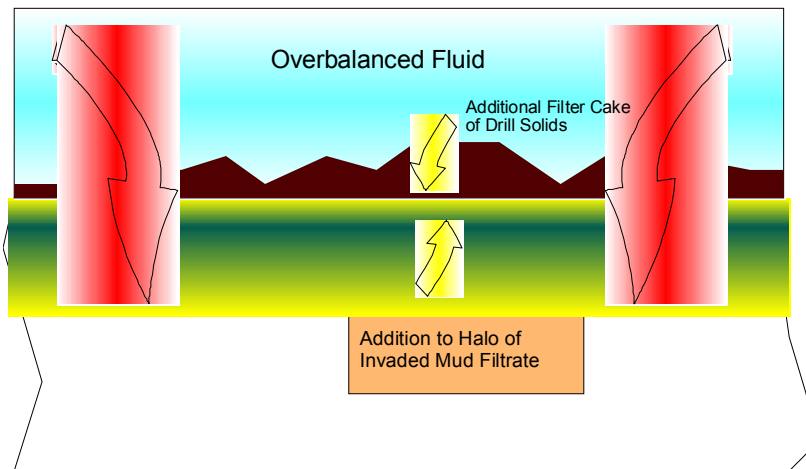 Overbalanced Fluid
Additional Filter Cake
of Drill Solids
Addition to Halo of
Invaded Mud Filtrate